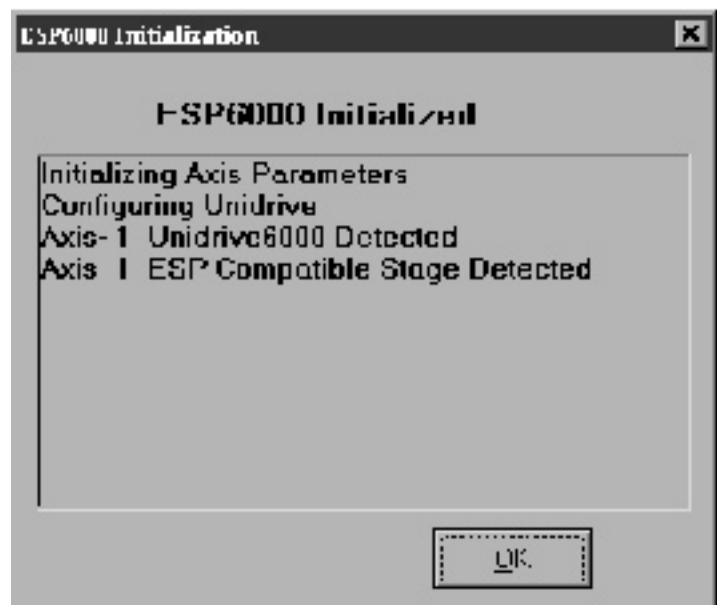 ESP6000 Initialization
ESP6000 Initialized
Initializing Axis Parameters
Configuring Unidrive
Axis- 1 Unidrive6000 Detected
Axis- 1 ESP Compatible Stage Detected
OK